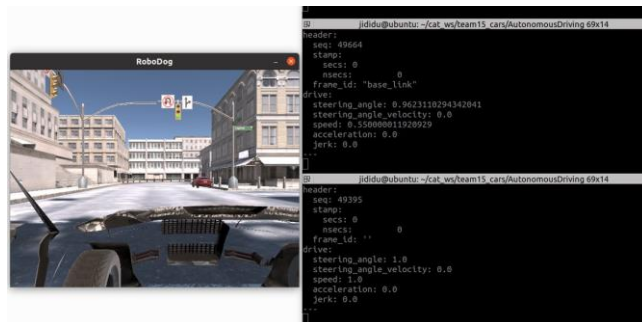 RoboDog
jididu@ubuntu: ~/cat_ws/team15_cars/AutonomousDriving 69x14
header:
seq: 49664
stamp:
secs: 0
nsecs: 0
frame_id: "base_link"
drive:
steering_angle: 0.9623110294342041
steering_angle_velocity: 0.0
speed: 0.550000011920929
acceleration: 0.0
jerk: 0.0
---
jididu@ubuntu: ~/cat_ws/team15_cars/AutonomousDriving 69x14
header:
seq: 49395
stamp:
secs: 0
nsecs: 0
frame_id: ''
drive:
steering_angle: 1.0
steering_angle_velocity: 0.0
speed: 1.0
acceleration: 0.0
jerk: 0.0
---